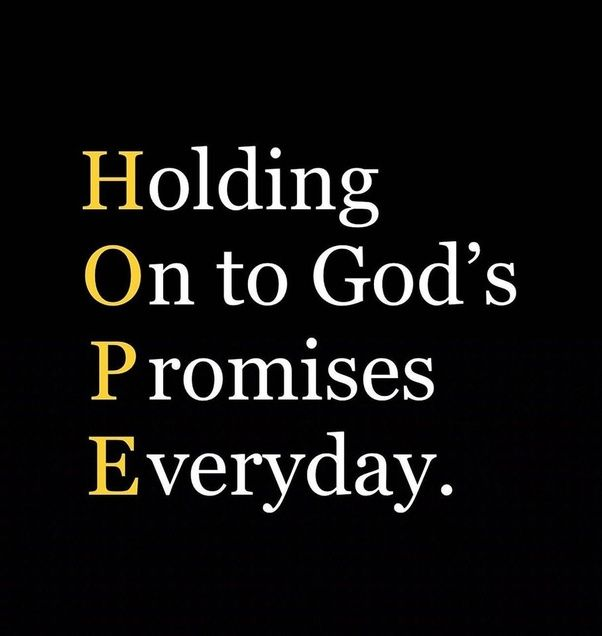 Holding
On to God’s
Promises
Everyday.